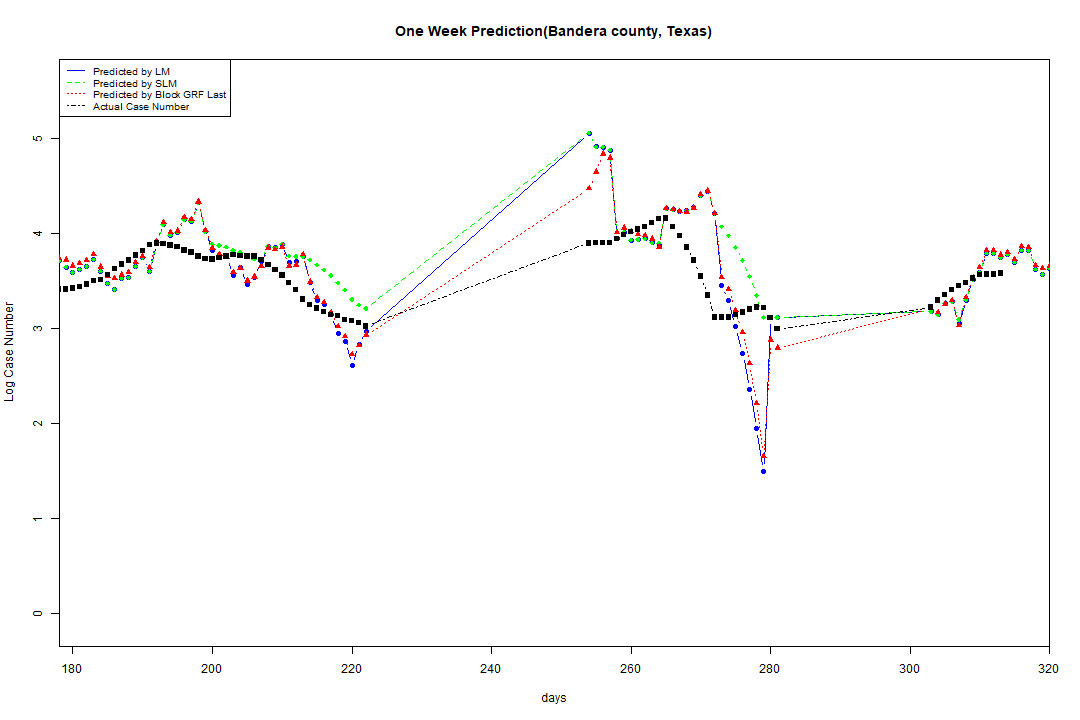 One Week Prediction(Bandera county, Texas)
Predicted by LM
Predicted by SLM
Predicted by Block GRF Last
Actual Case Number
5
4
3
2
1
0
Log Case Number
180 200 220 240 260 280 300 320
days